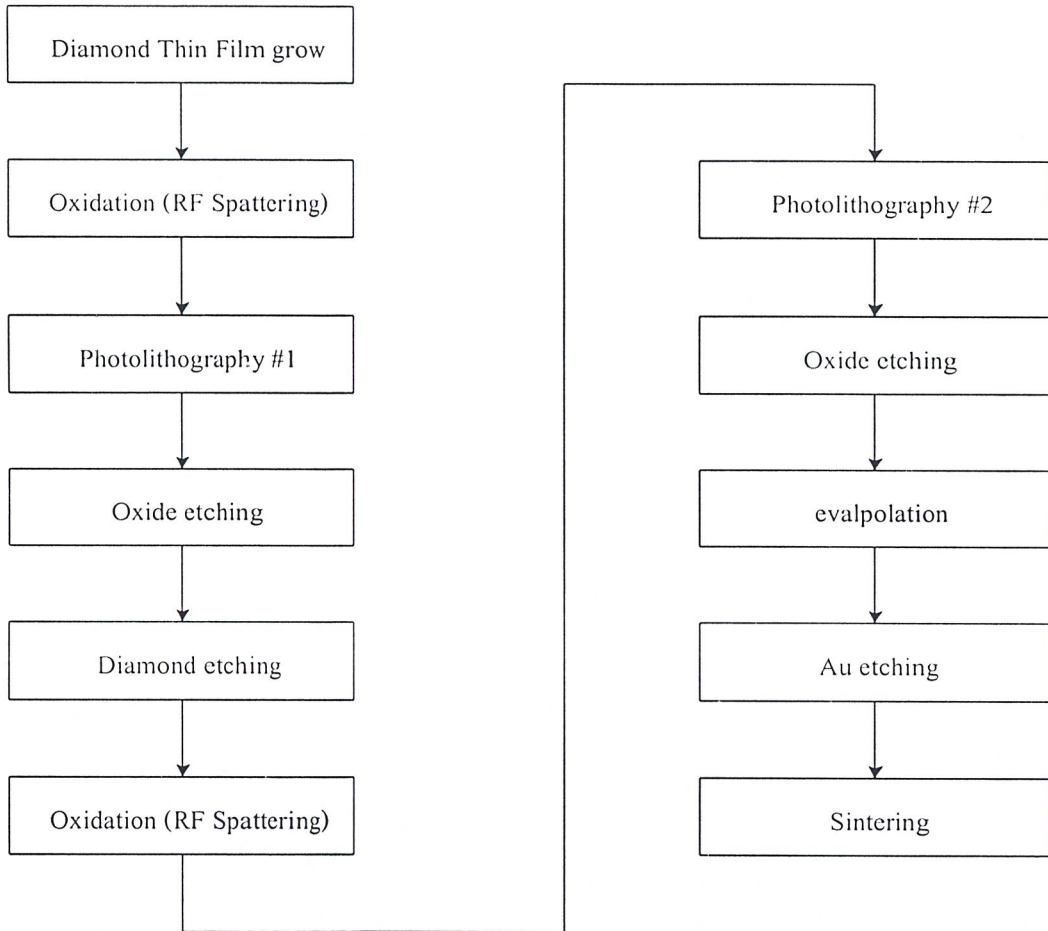 Diamond Thin Film grow
Oxidation (RF Spattering)
Photolithography #1
Oxide etching
Diamond etching
Oxidation (RF Spattering)
Photolithography #2
Oxide etching
evalpolation
Au etching
Sintering